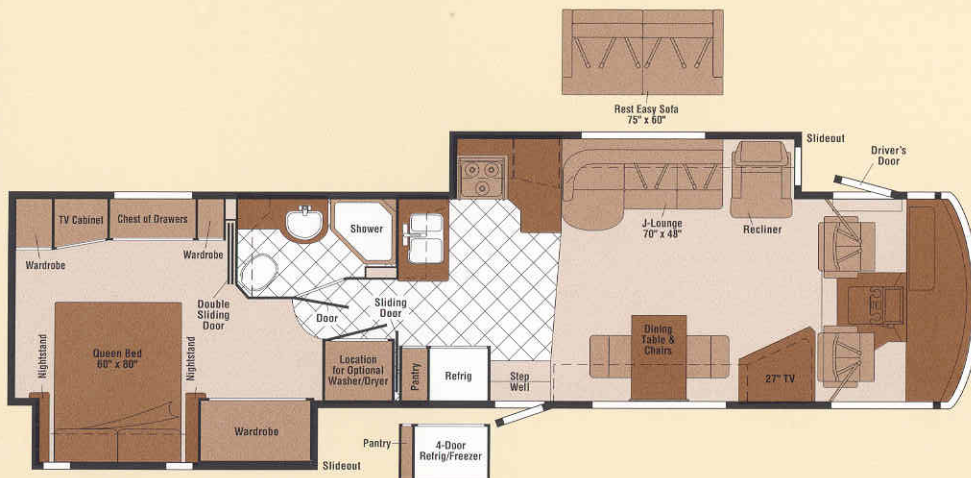 Rest Easy Sofa
75" x 60"
Slideout
Driver's
Door
TV Cabinet
Chest of Drawers
Wardrobe
Wardrobe
Shower
J-Lounge
70" x 48"
Recliner
Double
Sliding
Door
Door
Sliding
Door
Nightstand
Queen Bed
60" x 80"
Nightstand
Location
for Optional
Washer/Dryer
Pantry
Refrig
Step
Well
Dining
Table &
Chairs
27" TV
Wardrobe
Slideout
Pantry
4-Door
Refrig/Freezer